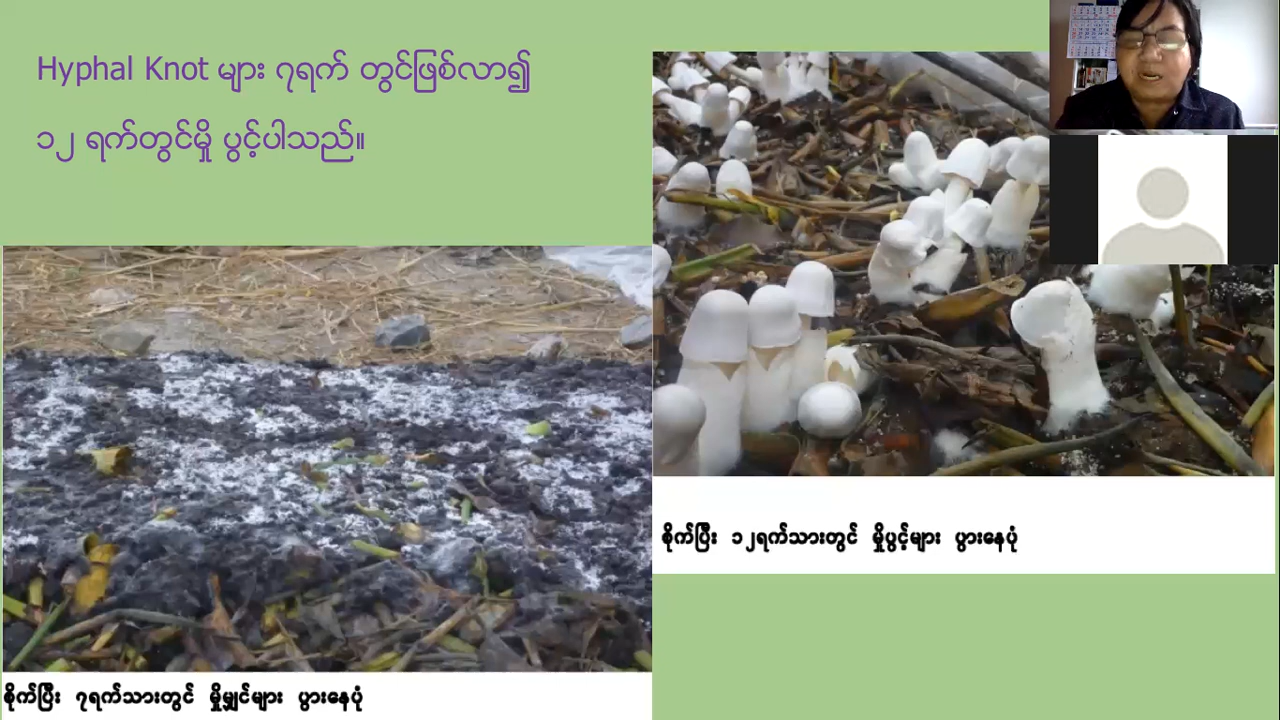 Hyphal Knot များ ၇ရက် တွင်ဖြစ်လာ၍
၁၂ ရက်တွင်မှို ပွင့်ပါသည်။
စိုက်ပြီး ၁၂ရက်သားတွင် မှိုပွင့်များ ပွားနေပုံ
စိုက်ပြီး ၇ရက်သားတွင် မှိုမျှင်များ ပွားနေပုံ